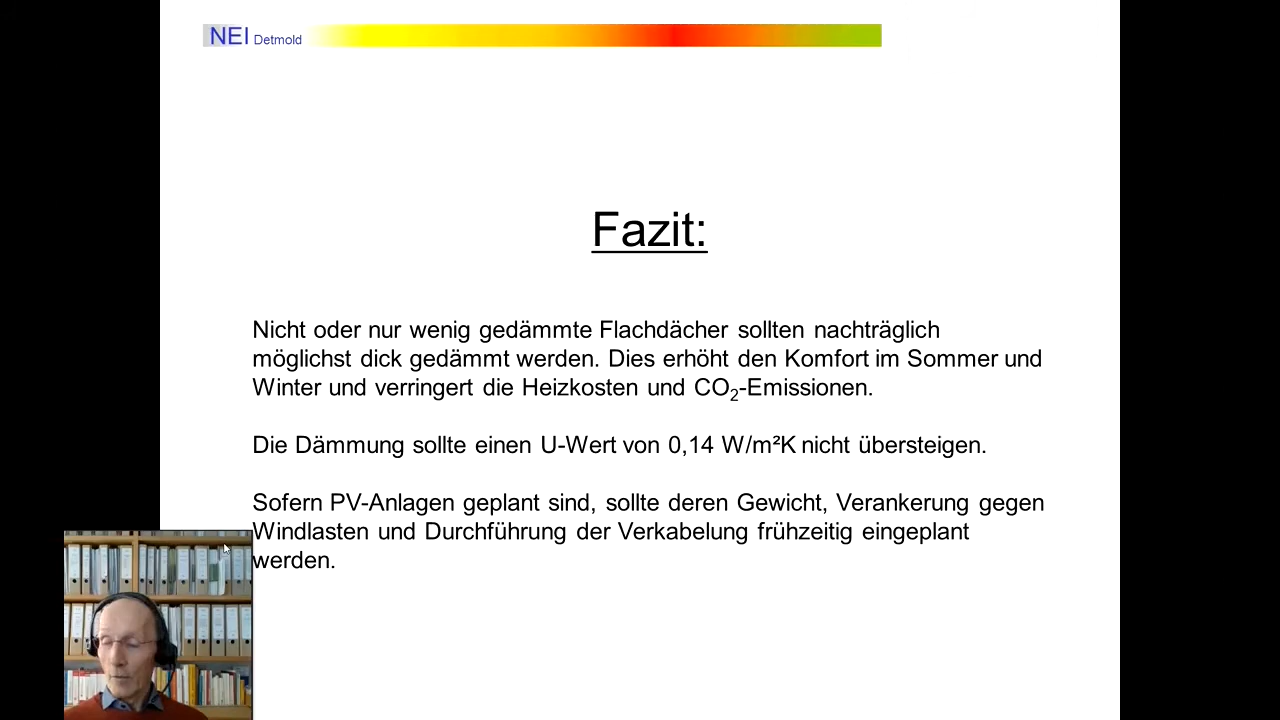 NEI Detmold
Fazit:
Nicht oder nur wenig gedämmte Flachdächer sollten nachträglich
möglichst dick gedämmt werden. Dies erhöht den Komfort im Sommer und
Winter und verringert die Heizkosten und CO₂-Emissionen.
Die Dämmung sollte einen U-Wert von 0,14 W/m²K nicht übersteigen.
Sofern PV-Anlagen geplant sind, sollte deren Gewicht, Verankerung gegen
Windlasten und Durchführung der Verkabelung frühzeitig eingeplant
werden.